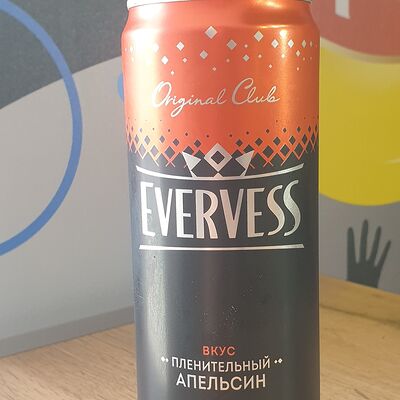 Original Club
EVERVESS
ВКУС
ПЛЕНИТЕЛЬНЫЙ
АПЕЛЬСИН